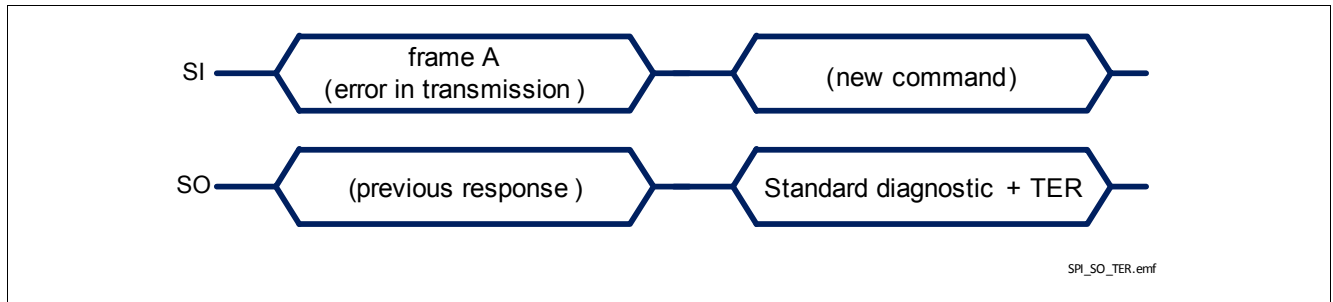 SI
frame A
(error in transmission )
(new command)
SO
(previous response )
Standard diagnostic + TER
SPI_SO_TER.emf